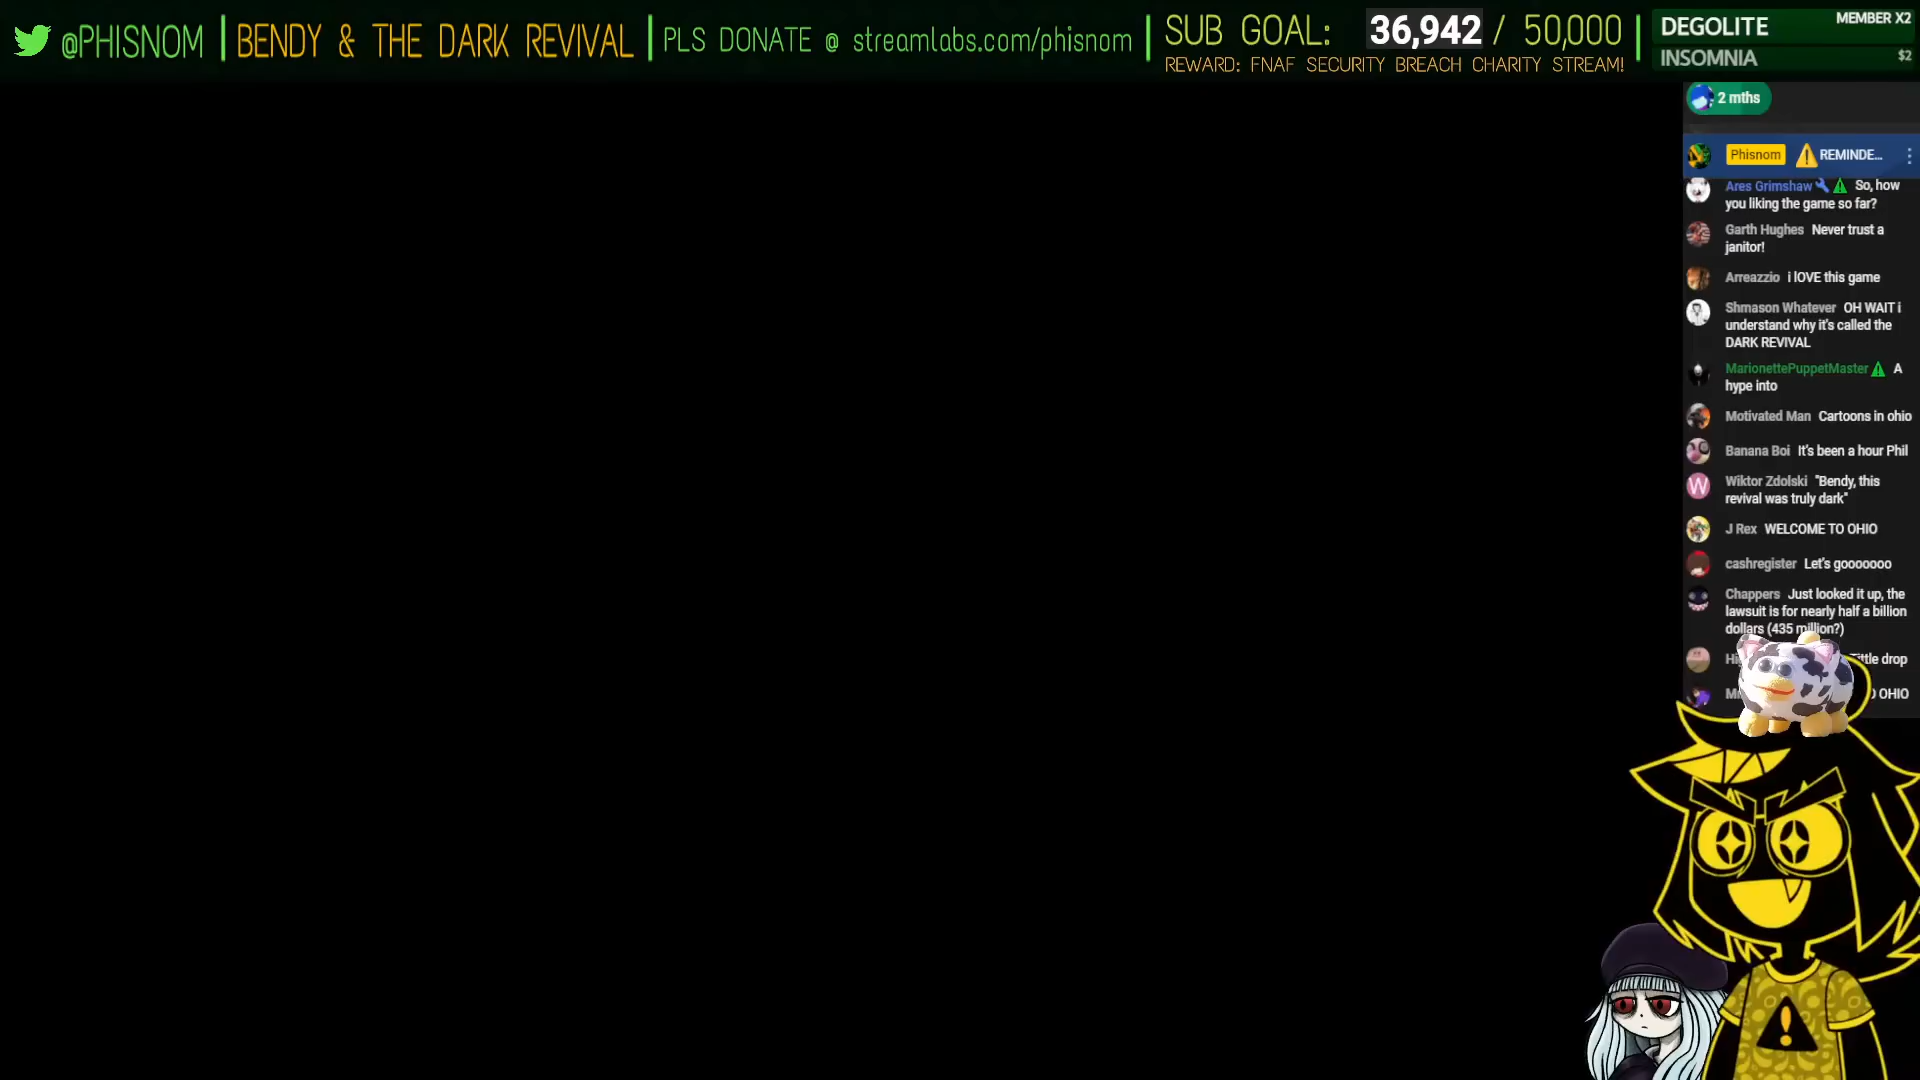 @PHISNOM
BENDY & THE DARK REVIVAL
PLS DONATE @ streamlabs.com/phisnom
SUB GOAL: 36,942 / 50,000
REWARD: FNAF SECURITY BREACH CHARITY STREAM!
DEGOLITE MEMBER X2
INSOMNIA $2
2 mths
Phisnom REMINDE...
Ares Grimshaw So, how
you liking the game so far?
Garth Hughes Never trust a
janitor!
Arreazzio i lOVE this game
Shmason Whatever OH WAIT i
understand why it's called the
DARK REVIVAL
MarionettePuppetMaster A
hype into
Motivated Man Cartoons in ohio
Banana Boi It's been a hour Phil
W
Wiktor Zdolski "Bendy, this
revival was truly dark"
J Rex WELCOME TO OHIO
cashregister Let's gooooooo
Chappers Just looked it up, the
lawsuit is for nearly half a billion
dollars (435 million?)
drop
OHIO